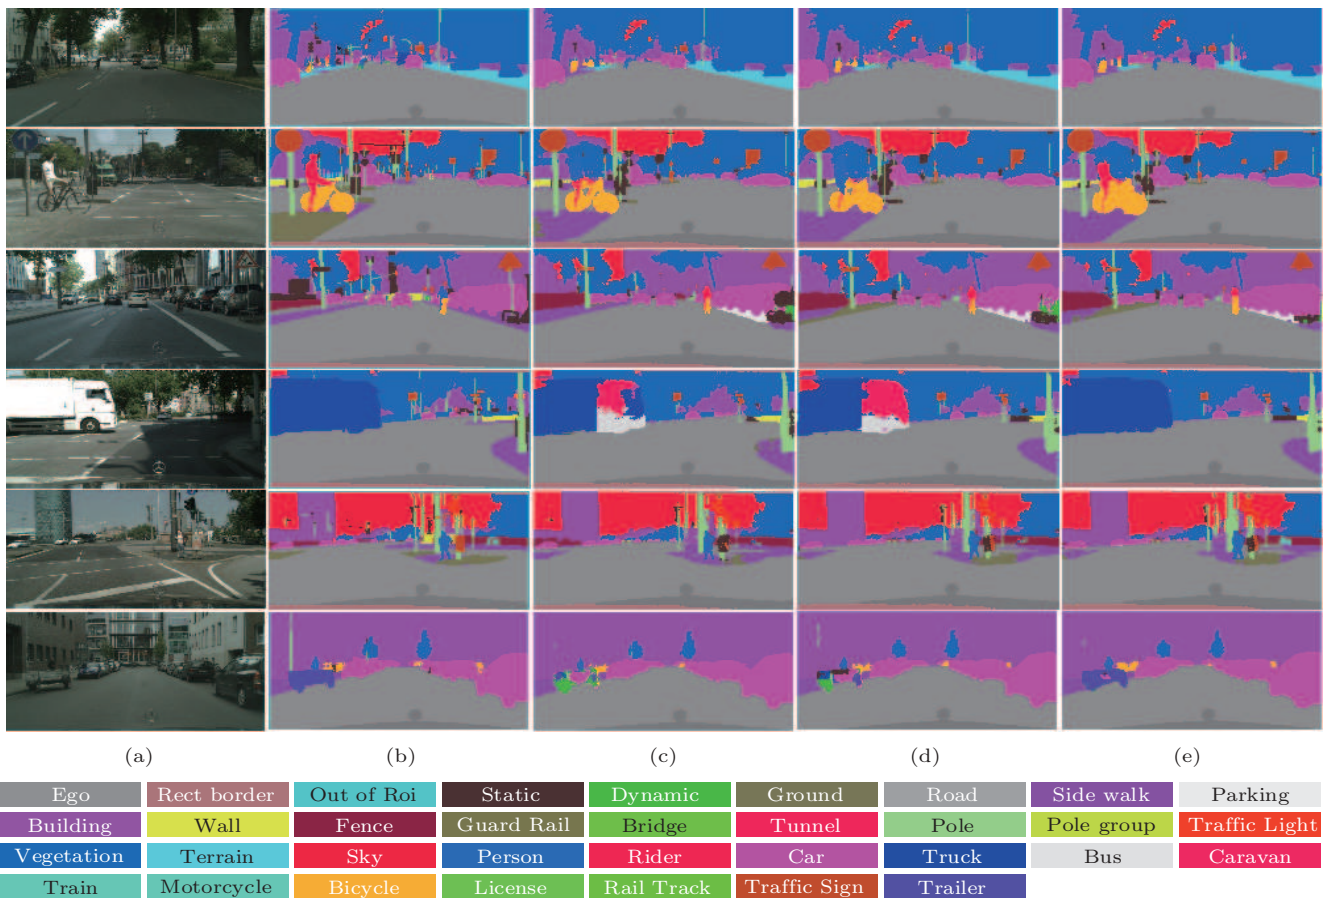 (a) (b) (c) (d) (e)
Ego Rect border Out of Roi Static Dynamic Ground Road Side walk Parking
Building Wall Fence Guard Rail Bridge Tunnel Pole Pole group Traffic Light
Vegetation Terrain Sky Person Rider Car Truck Bus Caravan
Train Motorcycle Bicycle License Rail Track Traffic Sign Trailer